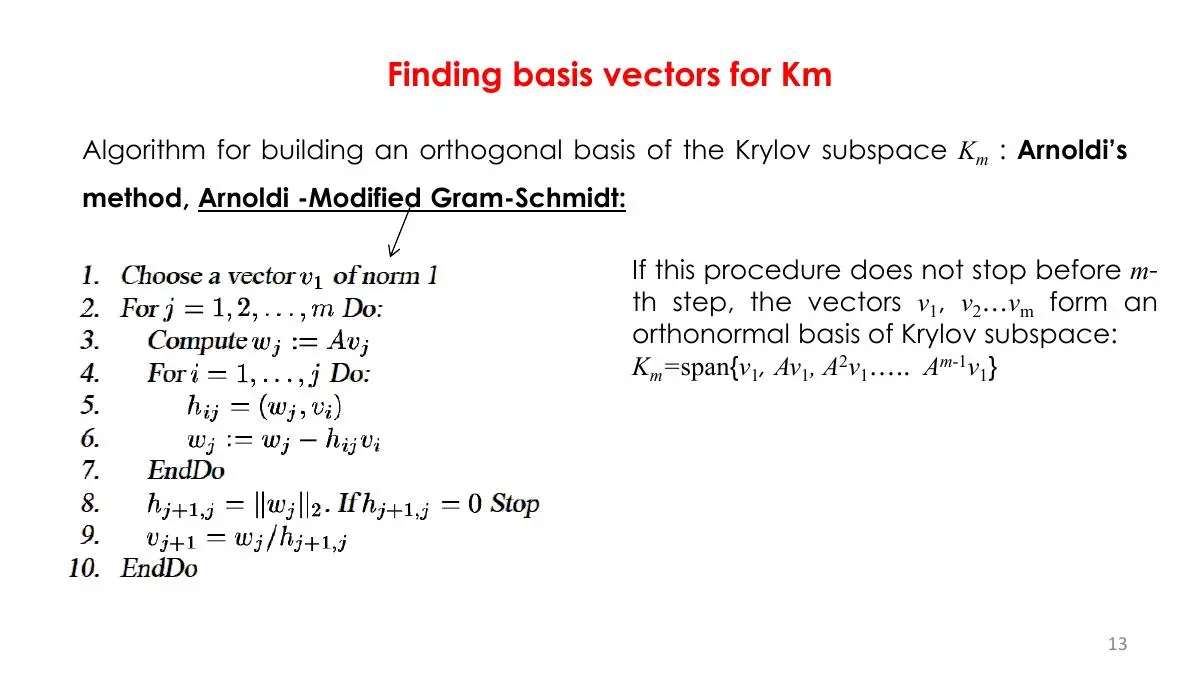 Finding basis vectors for Km
Algorithm for building an orthogonal basis of the Krylov subspace Kₘ : Arnoldi's
method, Arnoldi -Modified Gram-Schmidt:
1. Choose a vector v₁ of norm 1
2. For j = 1, 2, . . . , m Do:
3. Compute wⱼ := Avⱼ
4. For i = 1, . . . , j Do:
5. hᵢⱼ = (wⱼ, vᵢ)
6. wⱼ := wⱼ − hᵢⱼvᵢ
7. EndDo
8. hⱼ₊₁,ⱼ = ||wⱼ||₂. If hⱼ₊₁,ⱼ = 0 Stop
9. vⱼ₊₁ = wⱼ/hⱼ₊₁,ⱼ
10. EndDo
If this procedure does not stop before m-
th step, the vectors v₁, v₂…vₘ form an
orthonormal basis of Krylov subspace:
Kₘ=span{v₁, Av₁, A²v₁….. Aᵐ⁻¹v₁}
13